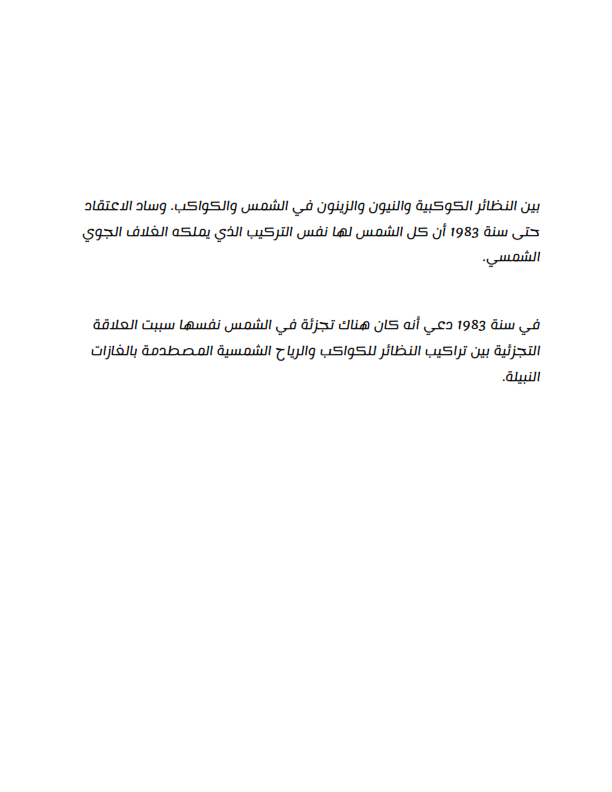 بين النظائر الكوكبية والنيون والزينون في الشمس والكواكب. وساد الاعتقاد
حتى سنة 1983 أن كل الشمس لها نفس التركيب الذي يملكه الغلاف الجوي
الشمسي.
في سنة 1983 دعي أنه كان هناك تجزئة في الشمس نفسها سببت العلاقة
التجزئية بين تراكيب النظائر للكواكب والرياح الشمسية المصطدمة بالغازات
النبيلة.